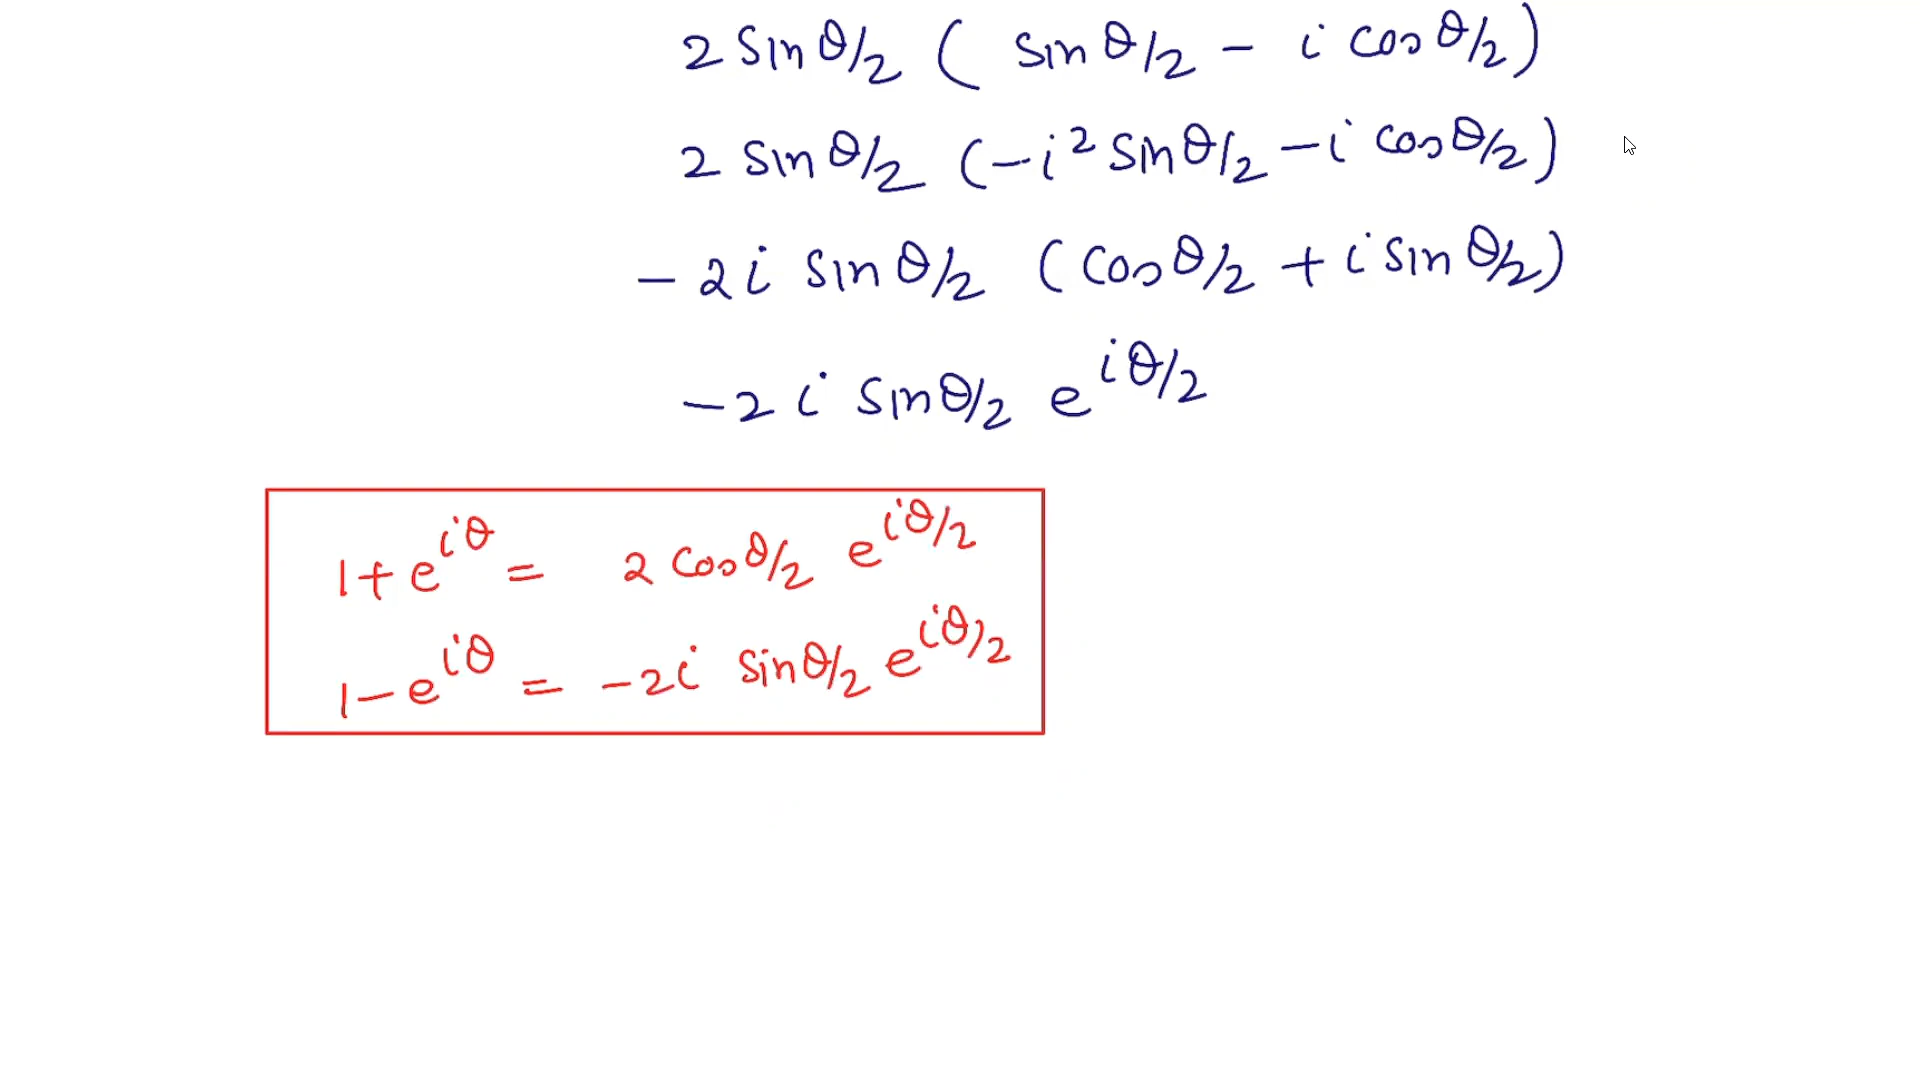 2 sin θ/2 ( sin θ/2 - i cos θ/2)
2 sin θ/2 (-i² sin θ/2 - i cos θ/2)
- 2 i sin θ/2 (cos θ/2 + i sin θ/2)
- 2 i sin θ/2 e^{iθ/2}
1 + e^{iθ} = 2 cos θ/2 e^{iθ/2}
1 - e^{iθ} = -2i sin θ/2 e^{iθ/2}